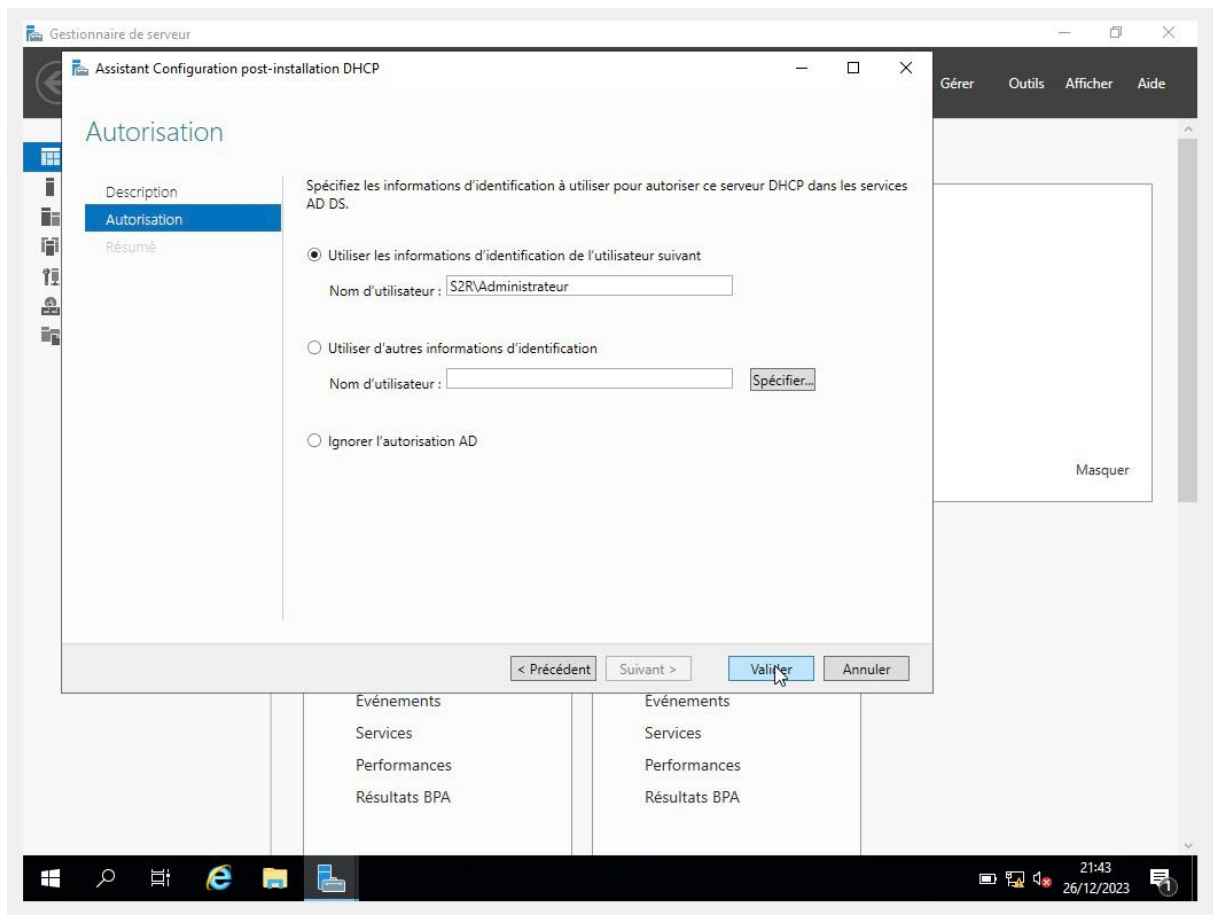 Gestionnaire de serveur
Assistant Configuration post-installation DHCP
Gérer Outils Afficher Aide
Autorisation
Description
Autorisation
Résumé
Spécifiez les informations d'identification à utiliser pour autoriser ce serveur DHCP dans les services
AD DS.
Utiliser les informations d'identification de l'utilisateur suivant
Nom d'utilisateur : S2R\Administrateur
Utiliser d'autres informations d'identification
Nom d'utilisateur :
Spécifier...
Ignorer l'autorisation AD
Masquer
< Précédent Suivant > Valider Annuler
Événements Événements
Services Services
Performances Performances
Résultats BPA Résultats BPA
21:43
26/12/2023
1